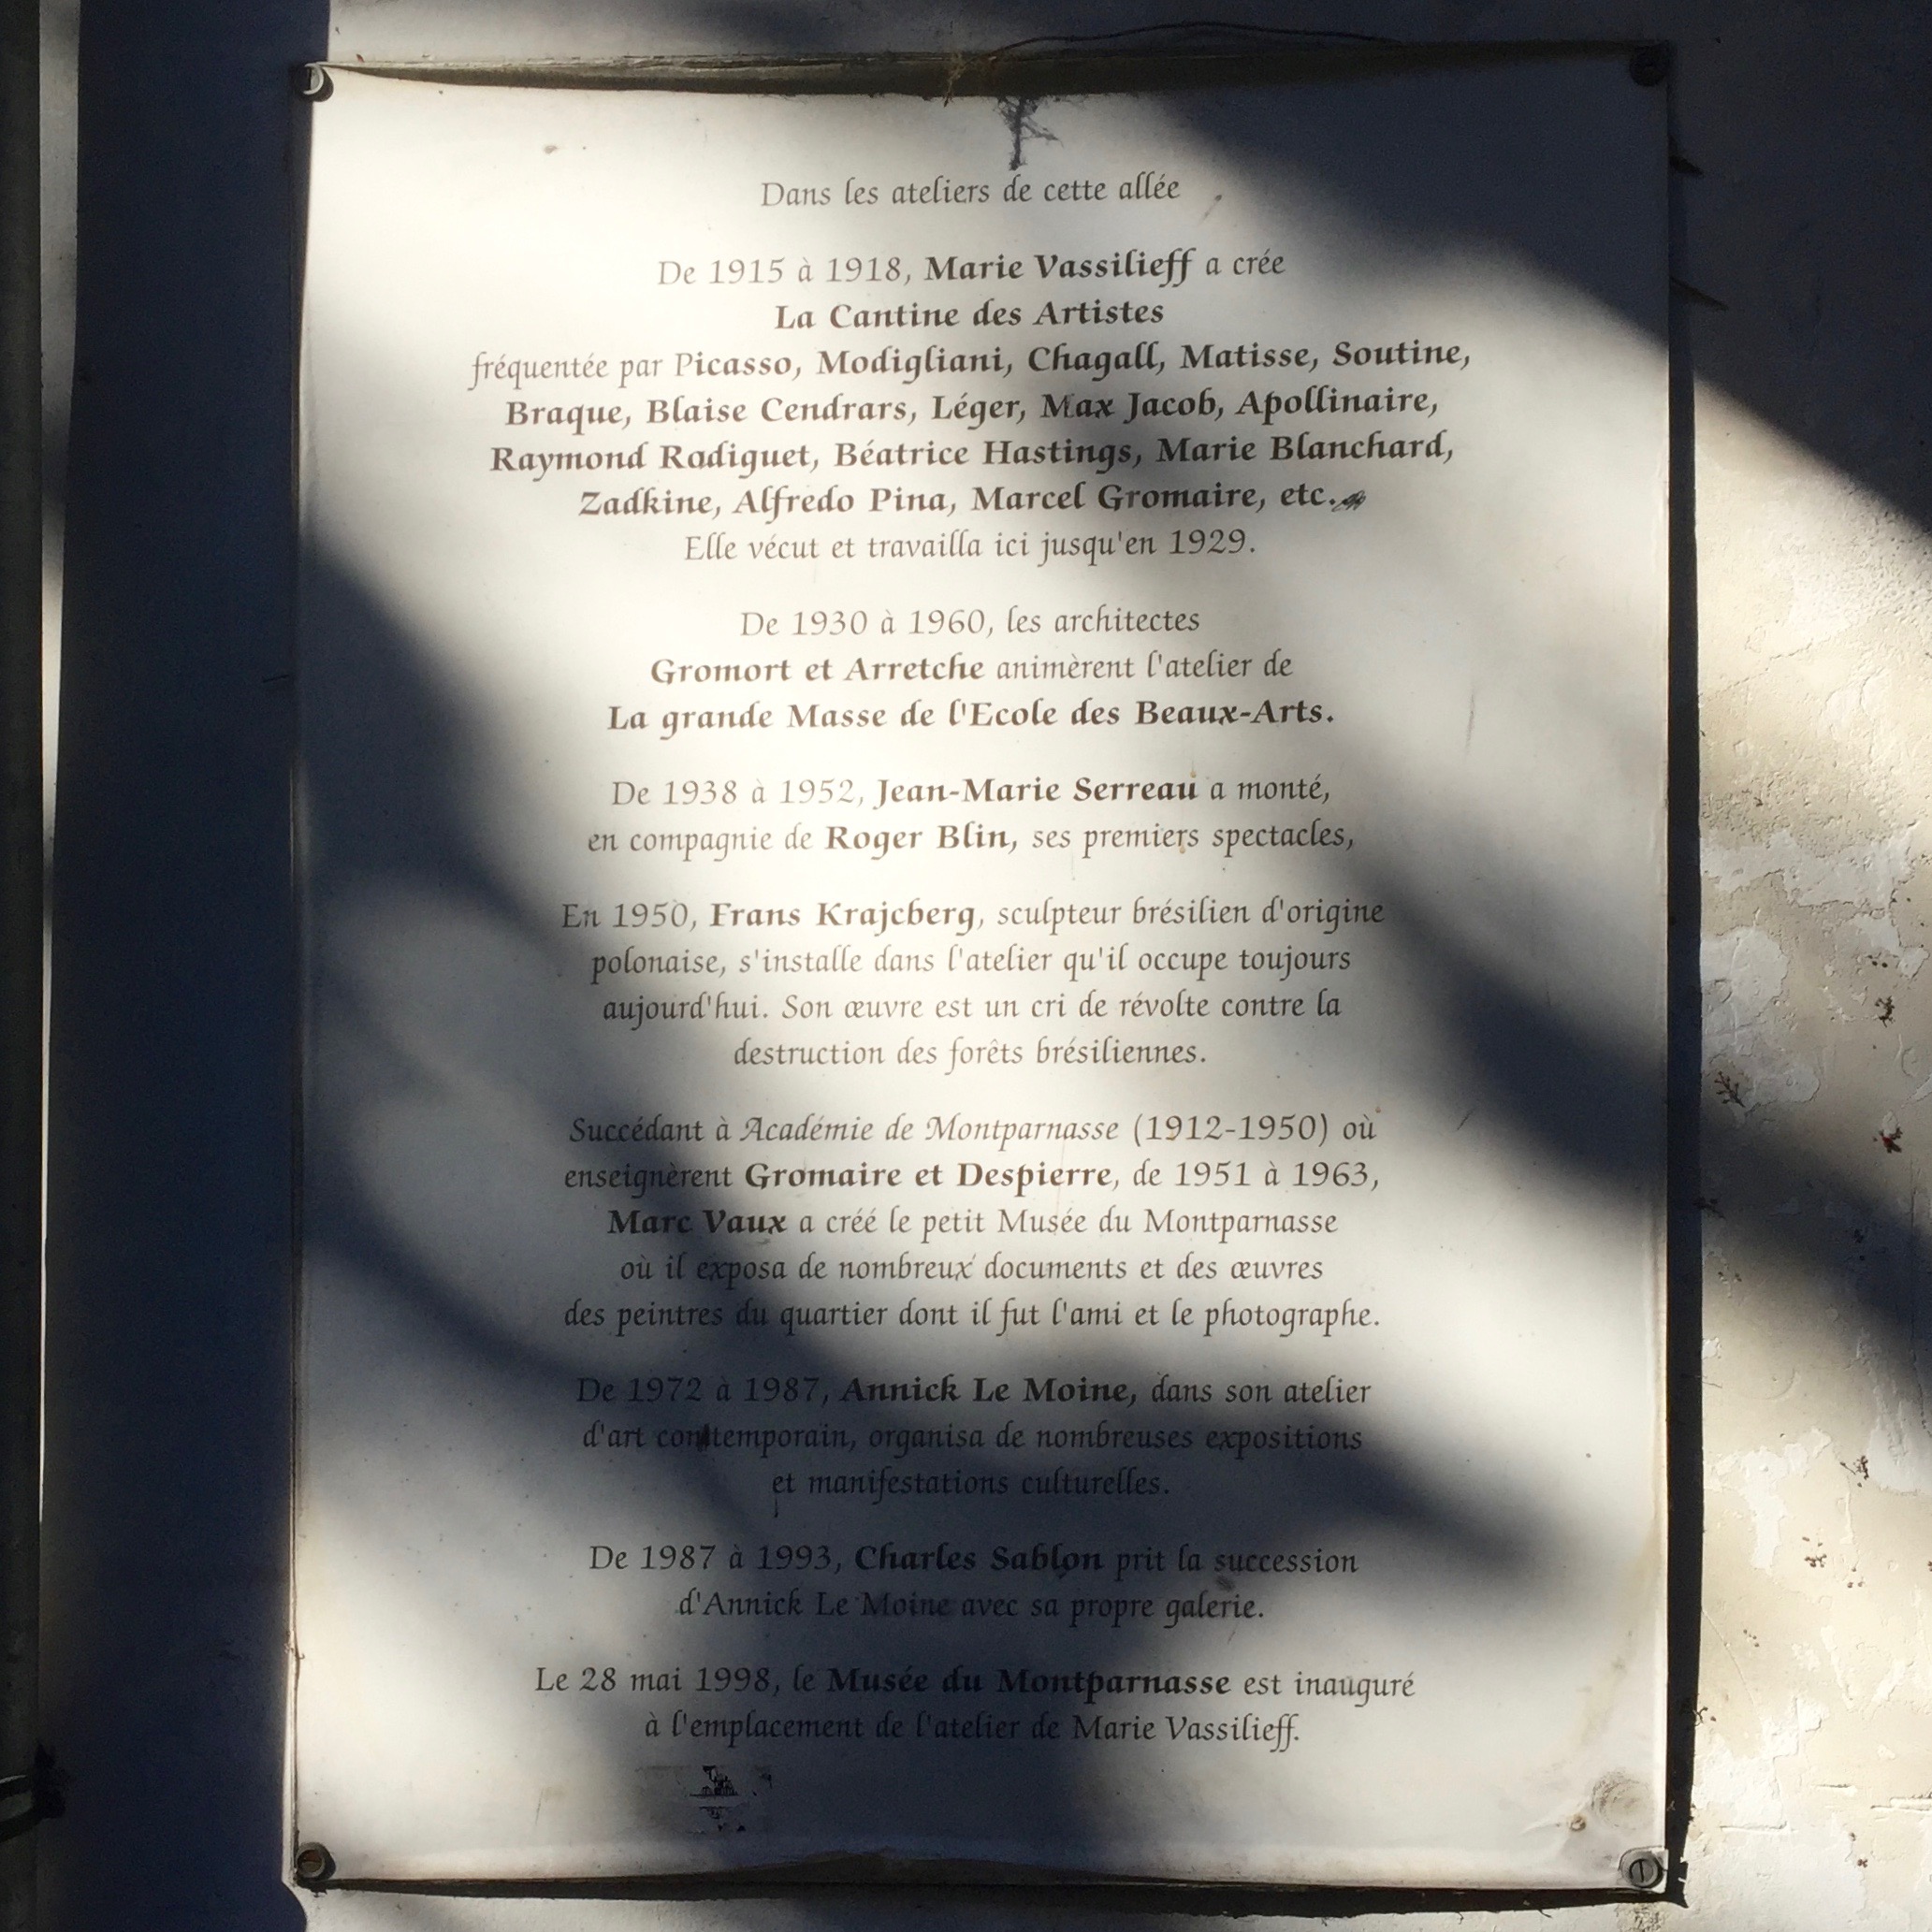 Dans les ateliers de cette allée
De 1915 à 1918, Marie Vassilieff a crée
La Cantine des Artistes
fréquentée par Picasso, Modigliani, Chagall, Matisse, Soutine,
Braque, Blaise Cendrars, Léger, Max Jacob, Apollinaire,
Raymond Radiguet, Béatrice Hastings, Marie Blanchard,
Zadkine, Alfredo Pina, Marcel Gromaire, etc.
Elle vécut et travailla ici jusqu'en 1929.
De 1930 à 1960, les architectes
Gromort et Arretche animèrent l'atelier de
La grande Masse de l'Ecole des Beaux-Arts.
De 1938 à 1952, Jean-Marie Serreau a monté,
en compagnie de Roger Blin, ses premiers spectacles,
En 1950, Frans Krajcberg, sculpteur brésilien d'origine
polonaise, s'installe dans l'atelier qu'il occupe toujours
aujourd'hui. Son œuvre est un cri de révolte contre la
destruction des forêts brésiliennes.
Succédant à Académie de Montparnasse (1912-1950) où
enseignèrent Gromaire et Despierre, de 1951 à 1963,
Marc Vaux a créé le petit Musée du Montparnasse
où il exposa de nombreux documents et des œuvres
des peintres du quartier dont il fut l'ami et le photographe.
De 1972 à 1987, Annick Le Moine, dans son atelier
d'art contemporain, organisa de nombreuses expositions
et manifestations culturelles.
De 1987 à 1993, Charles Sablon prit la succession
d'Annick Le Moine avec sa propre galerie.
Le 28 mai 1998, le Musée du Montparnasse est inauguré
à l'emplacement de l'atelier de Marie Vassilieff.